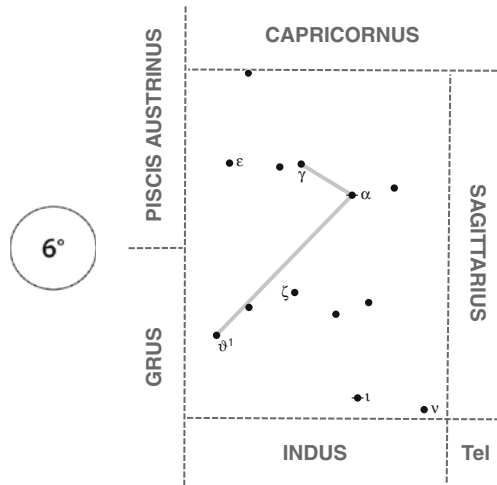 CAPRICORNUS
PISCIS AUSTRINUS
ε
γ
α
6°
SAGITTARIUS
ζ
GRUS
ϑ¹
ι
ν
INDUS
Tel